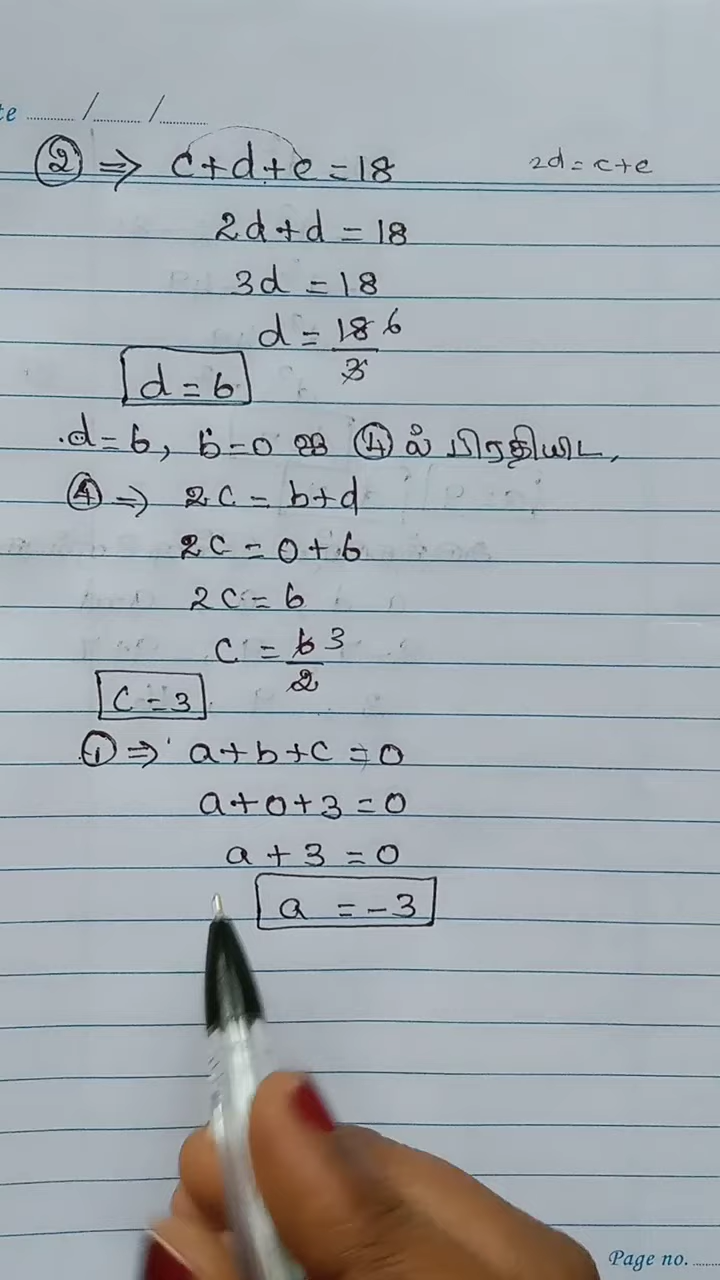 te ......../......../........
② ⇒ c+d+e=18 2d=c+e
2d+d = 18
3d = 18
d = 18/3 6
d = 6
d=6, b=0 ஐ ④ ல் பிரதியிட,
④ ⇒ 2c = b+d
2c = 0+6
2c = 6
c = 6/2 3
c = 3
① ⇒ a+b+c = 0
a+0+3 = 0
a+3 = 0
a = -3
Page no. ......